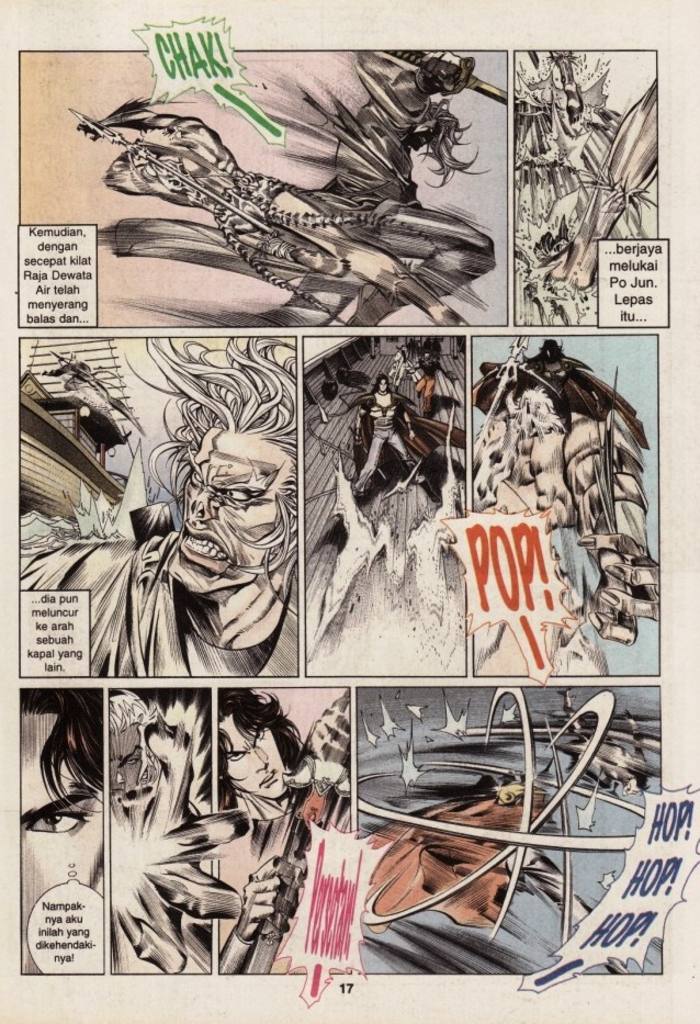 CHAK!
Kemudian,
dengan
secepat kilat
Raja Dewata
Air telah
menyerang
balas dan...
...berjaya
melukai
Po Jun.
Lepas
itu...
...dia pun
meluncur
ke arah
sebuah
kapal yang
lain.
POP!
Nampak-
nya aku
inilah yang
dikehendaki-
nya!
HOP!
HOP!
HOP!
17